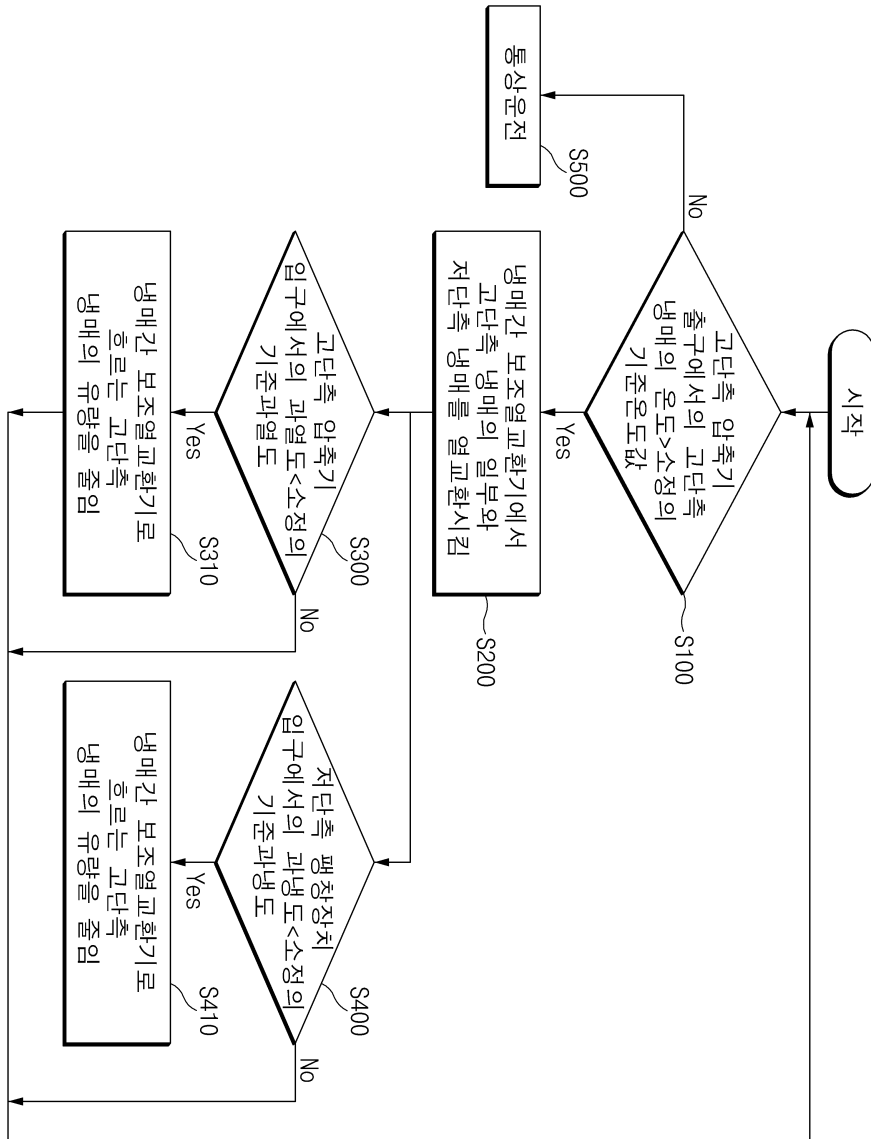 시작
고단측 압축기
출구에서의 고단측
냉매의 온도>소정의
기준온도값
S100
No
Yes
통상운전
S500
냉매간 보조열교환기에서
고단측 냉매의 일부와
저단측 냉매를 열교환시킴
S200
고단측 압축기
입구에서의 과열도<소정의
기준과열도
S300
No
Yes
냉매간 보조열교환기로
흐르는 고단측
냉매의 유량을 줄임
S310
저단측 팽창장치
입구에서의 과냉도<소정의
기준과냉도
S400
No
Yes
냉매간 보조열교환기로
흐르는 고단측
냉매의 유량을 줄임
S410